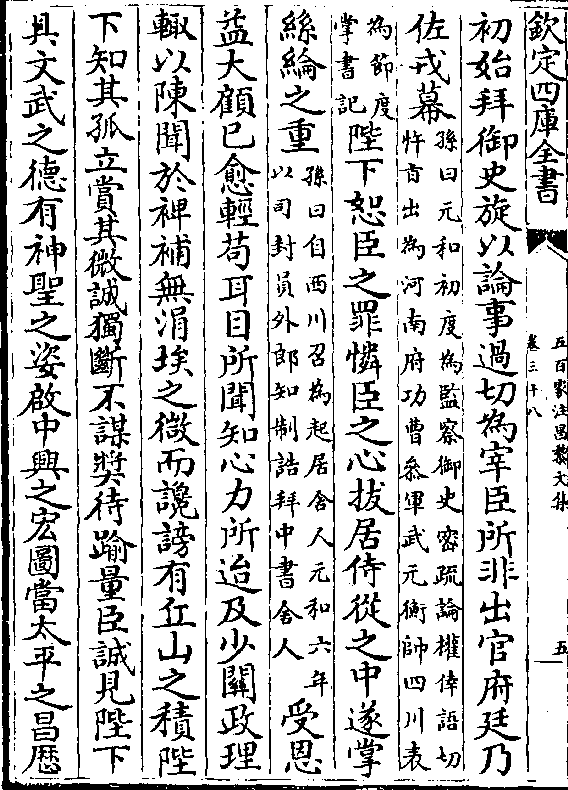 欽定四庫全書
五百家注昌黎文集
卷三十八
五
初始拜御史旋以論事過切為宰臣所非出官府廷乃
佐戎幕孫曰元和初度為監察御史密疏論權倖語切
忤旨出為河南府功曹叅軍武元衡帥西川表
為節度
掌書記陛下恕臣之罪憐臣之心拔居侍從之中遂掌
絲綸之重孫曰自西川召為起居舍人元和六年
以司封員外郎知制誥拜中書舍人受恩
益大顧已愈輕苟耳目所聞知心力所迨及少關政理
輙以陳聞於裨補無涓埃之微而讒謗有丘山之積陛
下知其孤立賞其微誠獨斷不謀奬待踰量臣誠見陛下
具文武之德有神聖之姿啟中興之宏圖當太平之昌厯